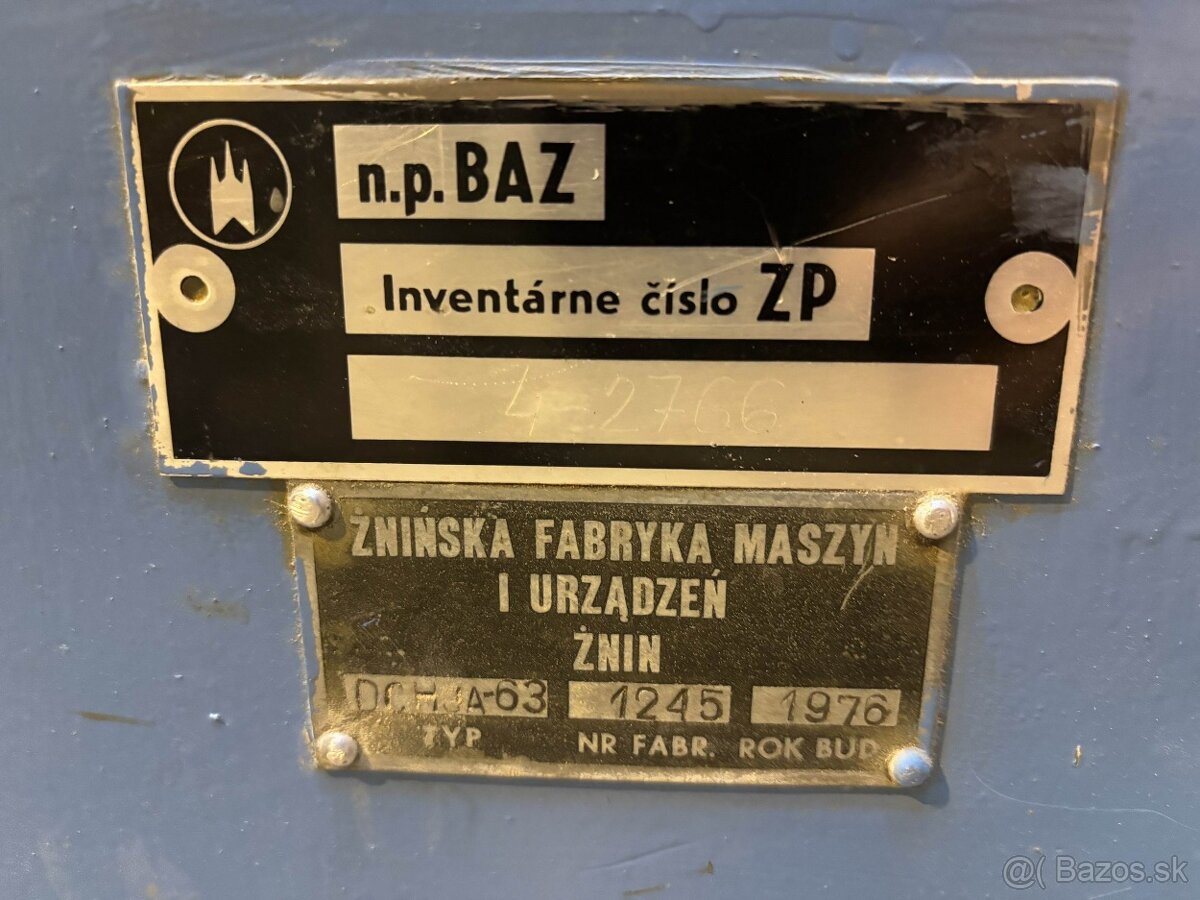 n.p. BAZ
Inventárne číslo ZP
4-2766
ŻNIŃSKA FABRYKA MASZYN
I URZĄDZEŃ
ŻNIN
1245 1976
TYP NR FABR. ROK BUD.
@( Bazos.sk